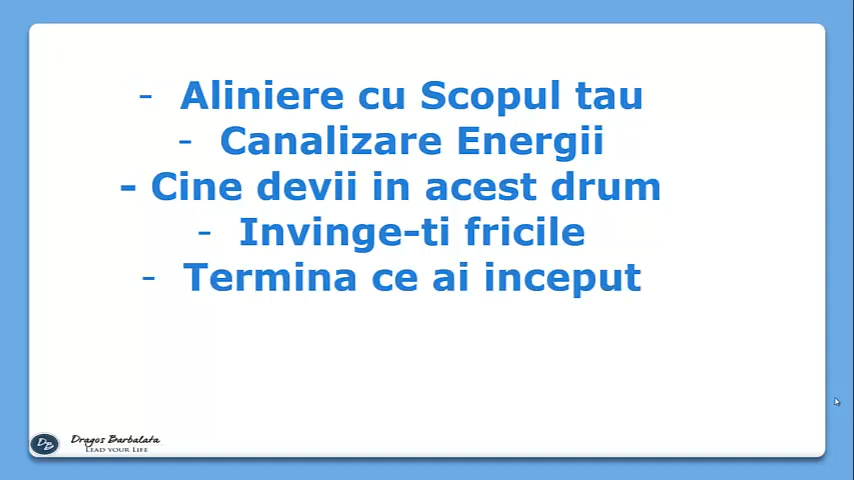 - Aliniere cu Scopul tau
- Canalizare Energii
- Cine devii in acest drum
- Invinge-ti fricile
- Termina ce ai inceput
DB Dragos Barbalata
LEAD YOUR LIFE